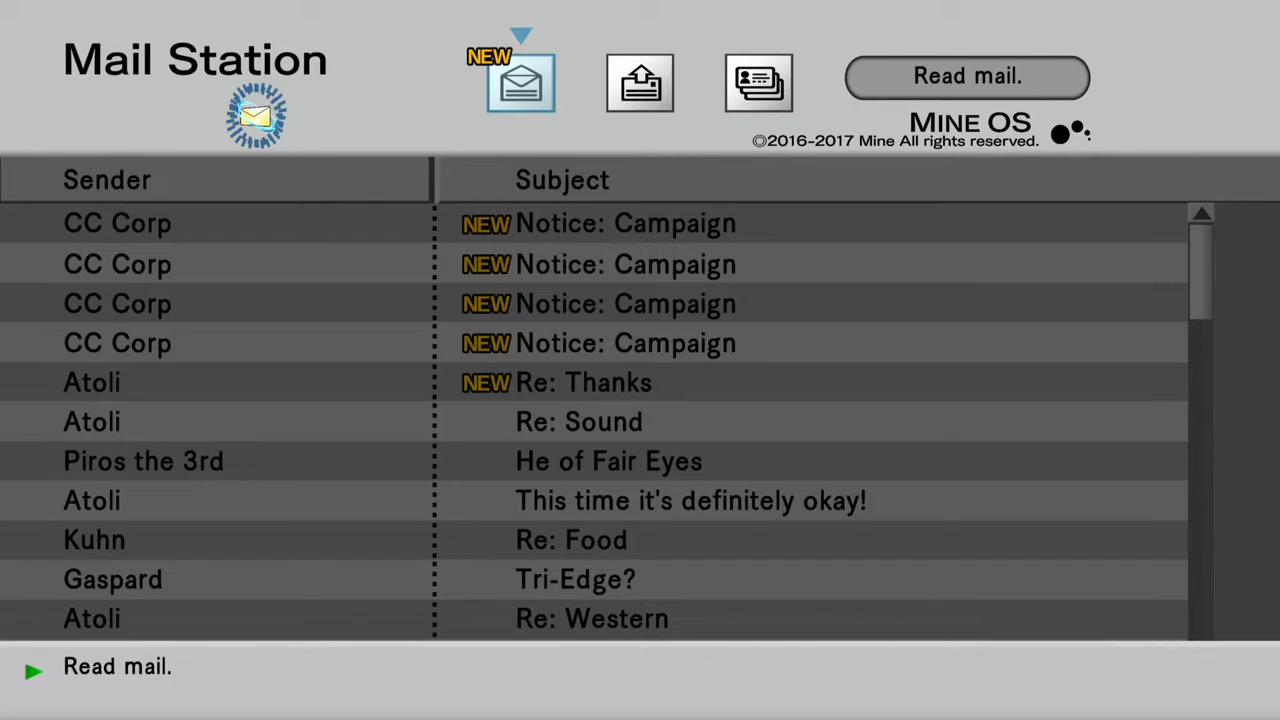 Mail Station
NEW
Read mail.
MINE OS
©2016-2017 Mine All rights reserved.
Sender Subject
CC Corp NEW Notice: Campaign
CC Corp NEW Notice: Campaign
CC Corp NEW Notice: Campaign
CC Corp NEW Notice: Campaign
Atoli NEW Re: Thanks
Atoli Re: Sound
Piros the 3rd He of Fair Eyes
Atoli This time it's definitely okay!
Kuhn Re: Food
Gaspard Tri-Edge?
Atoli Re: Western
Read mail.